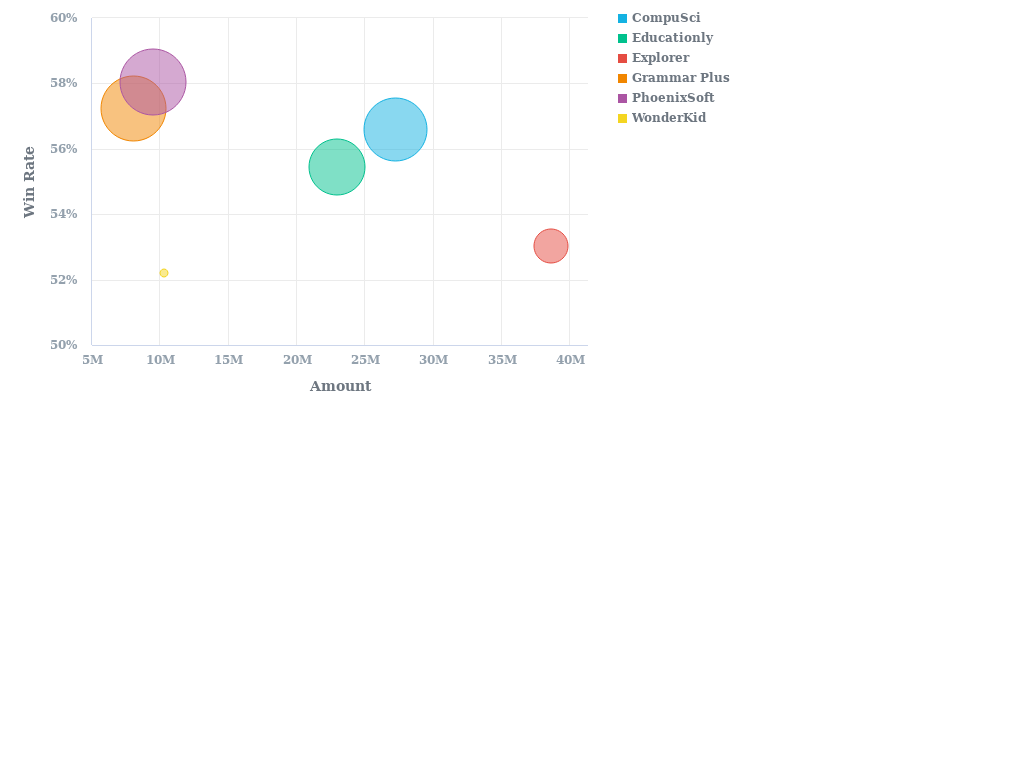 60%
58%
56%
54%
52%
50%
Win Rate
5M 10M 15M 20M 25M 30M 35M 40M
Amount
CompuSci
Educationly
Explorer
Grammar Plus
PhoenixSoft
WonderKid